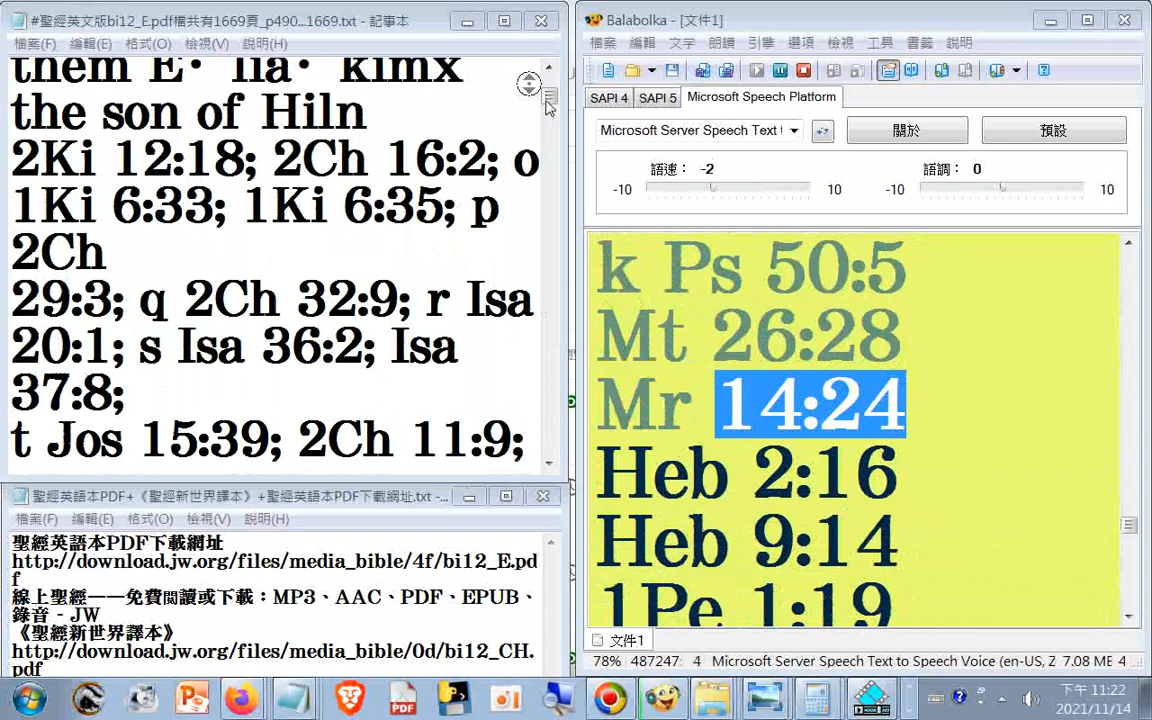 #聖經英文版bi12_E.pdf檔共有1669頁_p490...1669.txt - 記事本
檔案(F) 編輯(E) 格式(O) 檢視(V) 說明(H)
them E· lia· kimx
the son of Hiln
2Ki 12:18; 2Ch 16:2; o
1Ki 6:33; 1Ki 6:35; p
2Ch
29:3; q 2Ch 32:9; r Isa
20:1; s Isa 36:2; Isa
37:8;
t Jos 15:39; 2Ch 11:9;
聖經英語本PDF+《聖經新世界譯本》+聖經英語本PDF下載網址.txt -...
檔案(F) 編輯(E) 格式(O) 檢視(V) 說明(H)
聖經英語本PDF下載網址
http://download.jw.org/files/media_bible/4f/bi12_E.pd
f
線上聖經——免費閱讀或下載：MP3、AAC、PDF、EPUB、
錄音 - JW
《聖經新世界譯本》
http://download.jw.org/files/media_bible/0d/bi12_CH.
pdf
Balabolka - [文件1]
檔案 編輯 文字 朗讀 引擎 選項 檢視 工具 書籤 說明
SAPI 4 SAPI 5 Microsoft Speech Platform
Microsoft Server Speech Text t 關於 預設
語速： -2 語調： 0
-10 10 -10 10
k Ps 50:5
Mt 26:28
Mr 14:24
Heb 2:16
Heb 9:14
1Pe 1:19
文件1
78% 487247: 4 Microsoft Server Speech Text to Speech Voice (en-US, Z 7.08 ME 4
PDF
下午 11:22
2021/11/14